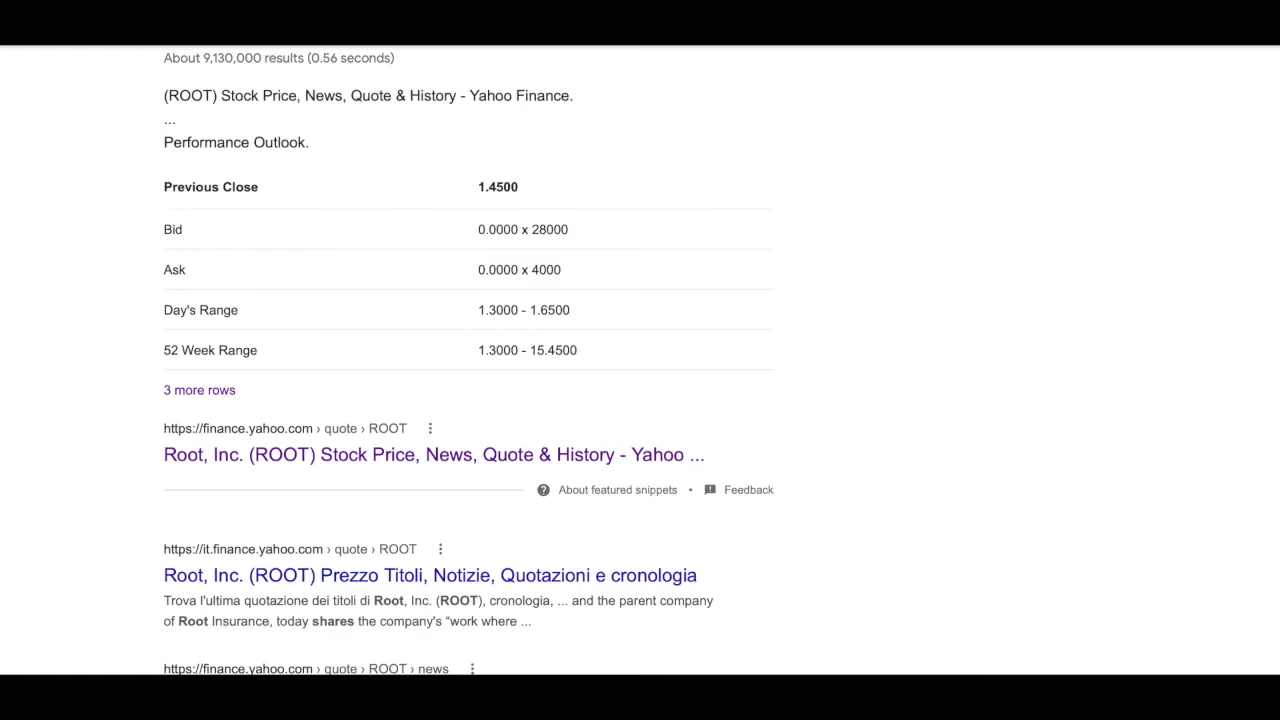 About 9,130,000 results (0.56 seconds)
(ROOT) Stock Price, News, Quote & History - Yahoo Finance.
...
Performance Outlook.
Previous Close 1.4500
Bid 0.0000 x 28000
Ask 0.0000 x 4000
Day's Range 1.3000 - 1.6500
52 Week Range 1.3000 - 15.4500
3 more rows
https://finance.yahoo.com › quote › ROOT
Root, Inc. (ROOT) Stock Price, News, Quote & History - Yahoo ...
About featured snippets • Feedback
https://it.finance.yahoo.com › quote › ROOT
Root, Inc. (ROOT) Prezzo Titoli, Notizie, Quotazioni e cronologia
Trova l'ultima quotazione dei titoli di Root, Inc. (ROOT), cronologia, ... and the parent company
of Root Insurance, today shares the company's “work where ...
https://finance.yahoo.com › quote › ROOT › news